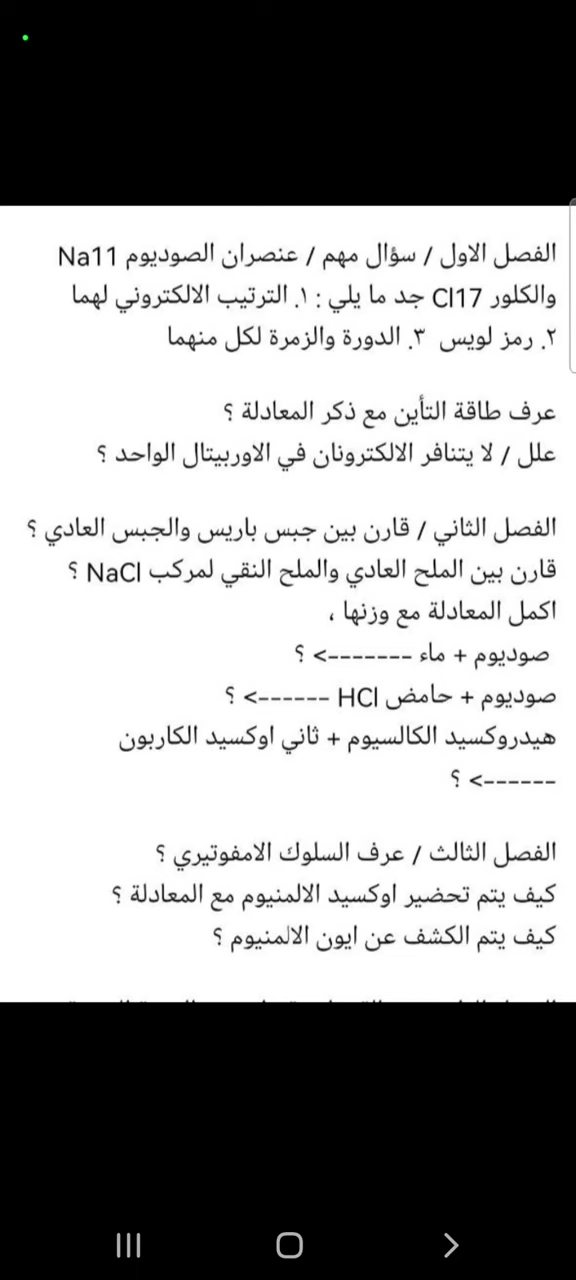 الفصل الاول / سؤال مهم / عنصران الصوديوم Na11
والكلور Cl17 جد ما يلي : ١. الترتيب الالكتروني لهما
٢. رمز لويس ٣. الدورة والزمرة لكل منهما
عرف طاقة التأين مع ذكر المعادلة ؟
علل / لا يتنافر الالكترونان في الاوربيتال الواحد ؟
الفصل الثاني / قارن بين جبس باريس والجبس العادي ؟
قارن بين الملح العادي والملح النقي لمركب NaCl ؟
اكمل المعادلة مع وزنها ،
صوديوم + ماء -------> ؟
صوديوم + حامض HCl ------> ؟
هيدروكسيد الكالسيوم + ثاني اوكسيد الكاربون
------> ؟
الفصل الثالث / عرف السلوك الامفوتيري ؟
كيف يتم تحضير اوكسيد الالمنيوم مع المعادلة ؟
كيف يتم الكشف عن ايون الالمنيوم ؟